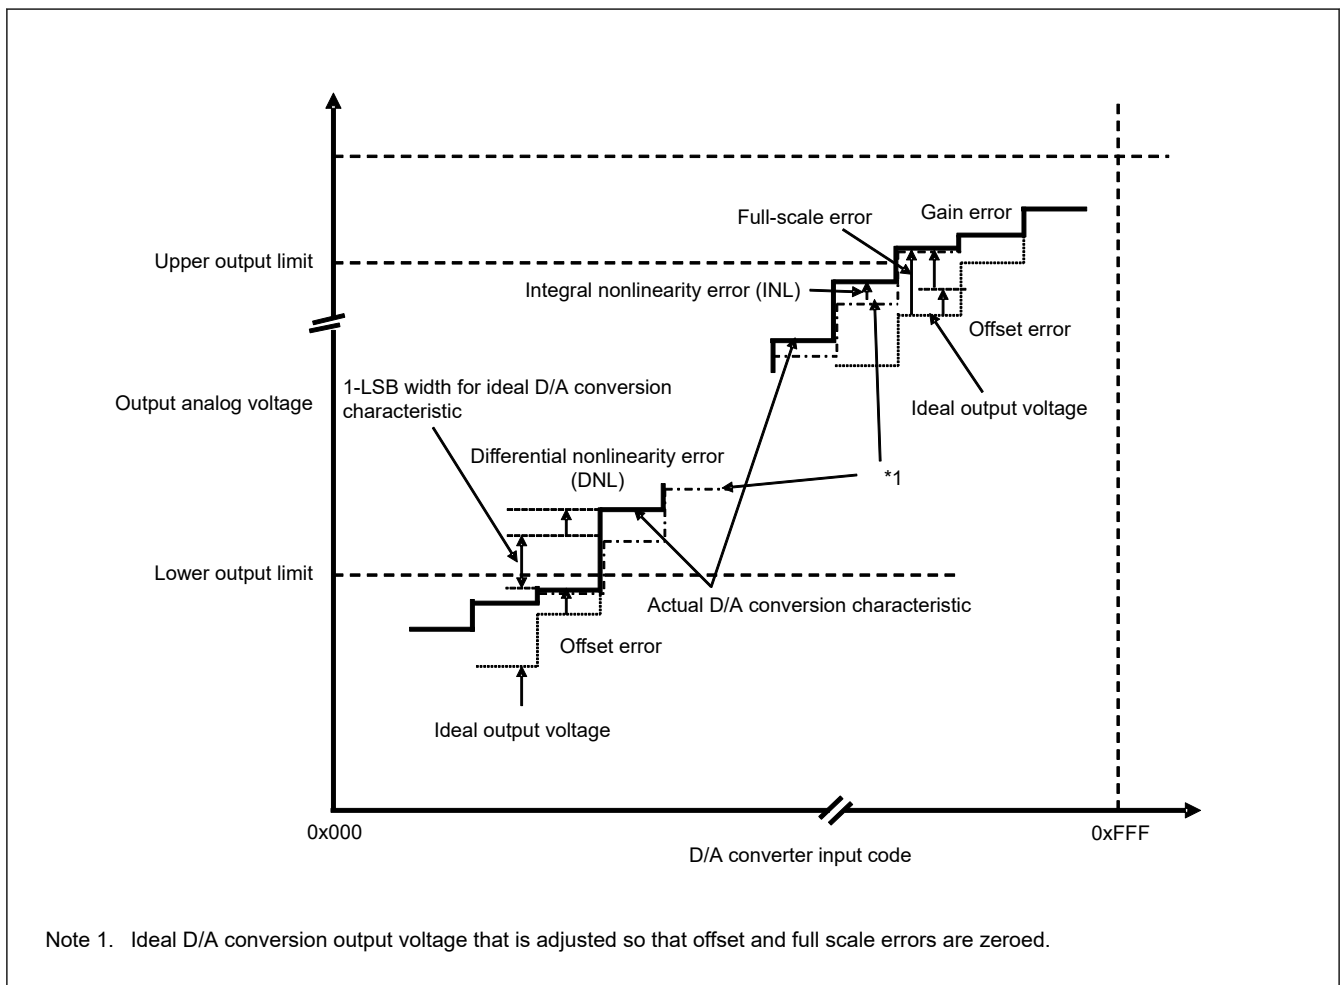 Full-scale error
Gain error
Upper output limit
Integral nonlinearity error (INL)
Offset error
1-LSB width for ideal D/A conversion
characteristic
Output analog voltage
Ideal output voltage
Differential nonlinearity error
(DNL)
*1
Lower output limit
Actual D/A conversion characteristic
Offset error
Ideal output voltage
0x000
0xFFF
D/A converter input code
Note 1. Ideal D/A conversion output voltage that is adjusted so that offset and full scale errors are zeroed.